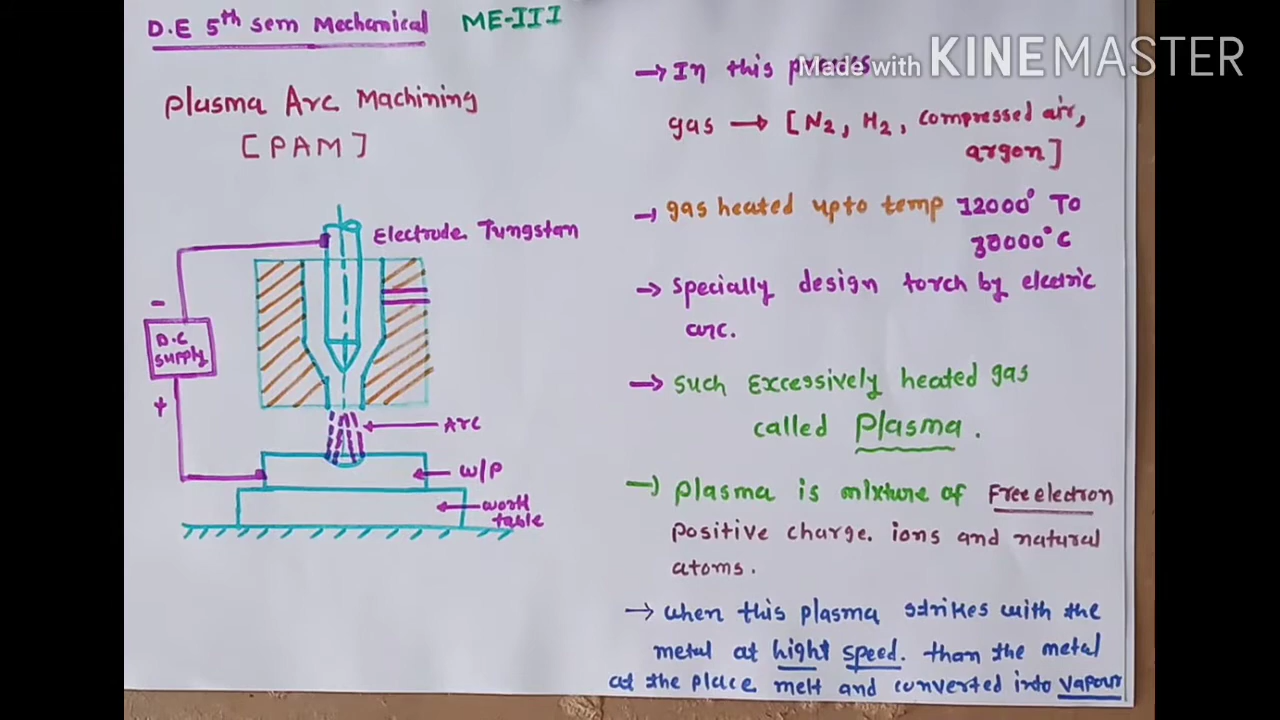 D.E 5th sem Mechanical ME-III
Plasma Arc Machining
[PAM]
Electrode Tungstan
-
D.C
supply
+
Arc
W/P
table
Made with KINEMASTER
→ In this process
gas → [N2, H2, compressed air,
argon]
→ gas heated upto temp 12000° To
30000°C
→ Specially design torch by electric
arc.
→ Such Excessively heated gas
called Plasma.
→ Plasma is mixture of Free electron
positive charge. ions and natural
atoms.
→ when this plasma strikes with the
metal at hight speed. than the metal
at the place melt and converted into vapour